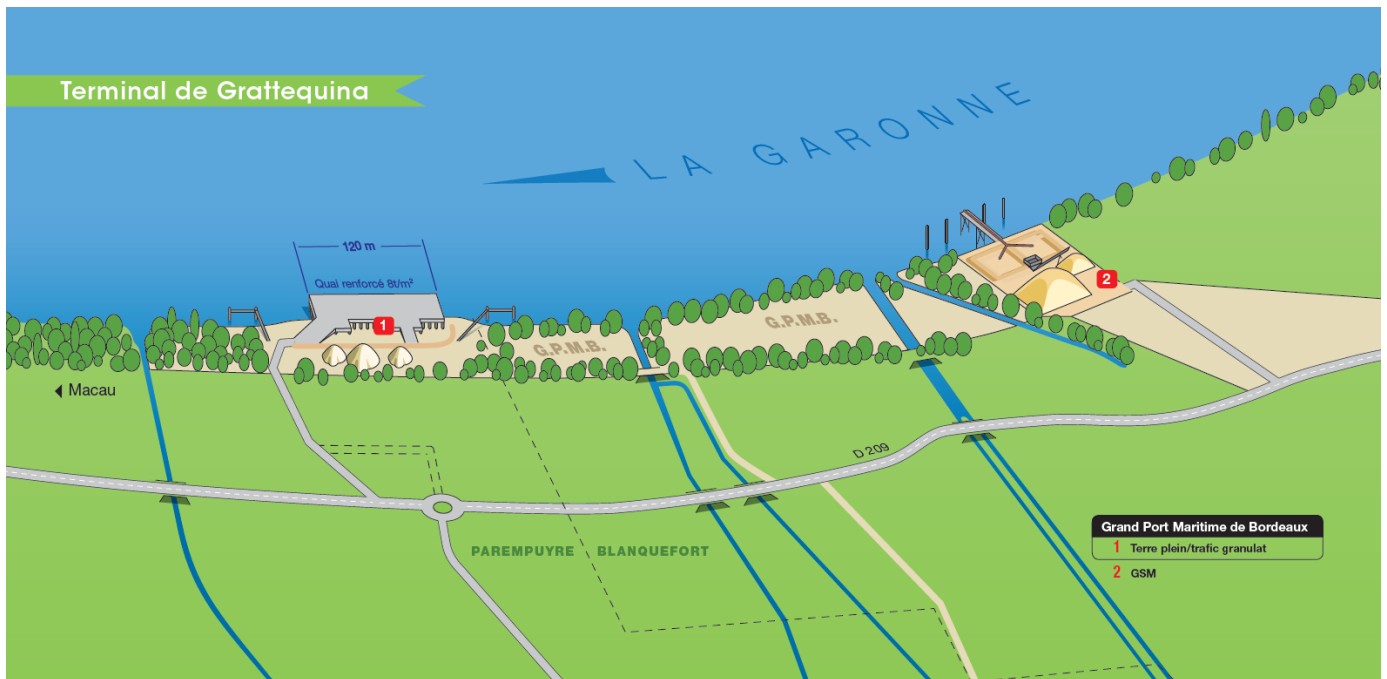 Terminal de Grattequina
LA GARONNE
120 m
Quai renforcé 8t/m²
1
2
G.P.M.B.
G.P.M.B.
Macau
D 209
PAREMPUYRE
BLANQUEFORT
Grand Port Maritime de Bordeaux
1 Terre plein/trafic granulat
2 GSM